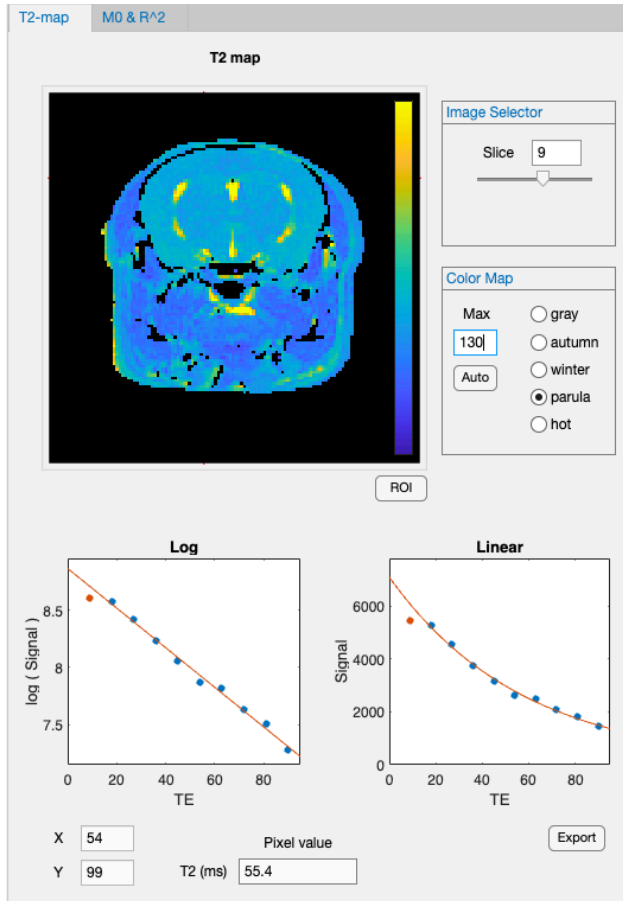 T2-map M0 & R^2
T2 map
Image Selector
Slice 9
Color Map
Max
130
Auto
gray
autumn
winter
parula
hot
ROI
Log
log ( Signal )
8.5
8
7.5
0 20 40 60 80
TE
Linear
Signal
6000
4000
2000
0
0 20 40 60 80
TE
X 54
Y 99
Pixel value
T2 (ms) 55.4
Export